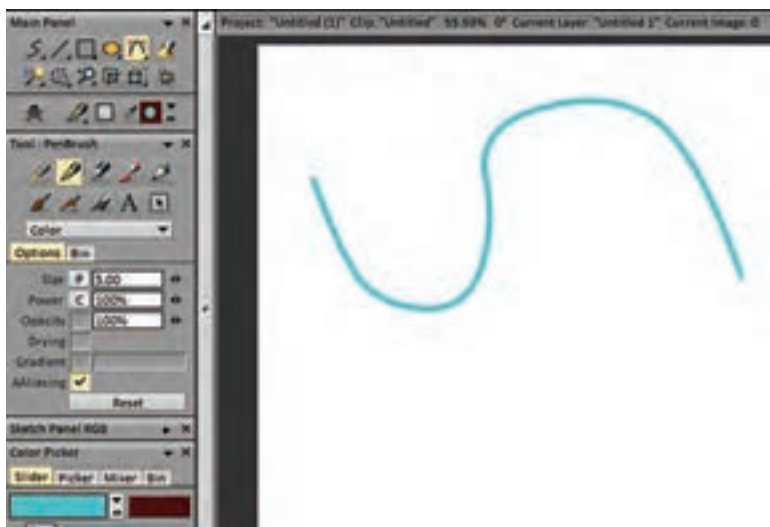 Main Panel
Project: "Untitled (1)" Clip: "Untitled" 55.55% 0° Current Layer: "Untitled 1", Current Image: 0
Tool : PenBrush
A
Color
Options Bin
Size P 5.00
Power C 100%
Opacity 100%
Drying
Gradient
AAliasing
Reset
Sketch Panel RGB
Color Picker
Slider Picker Mixer Bin